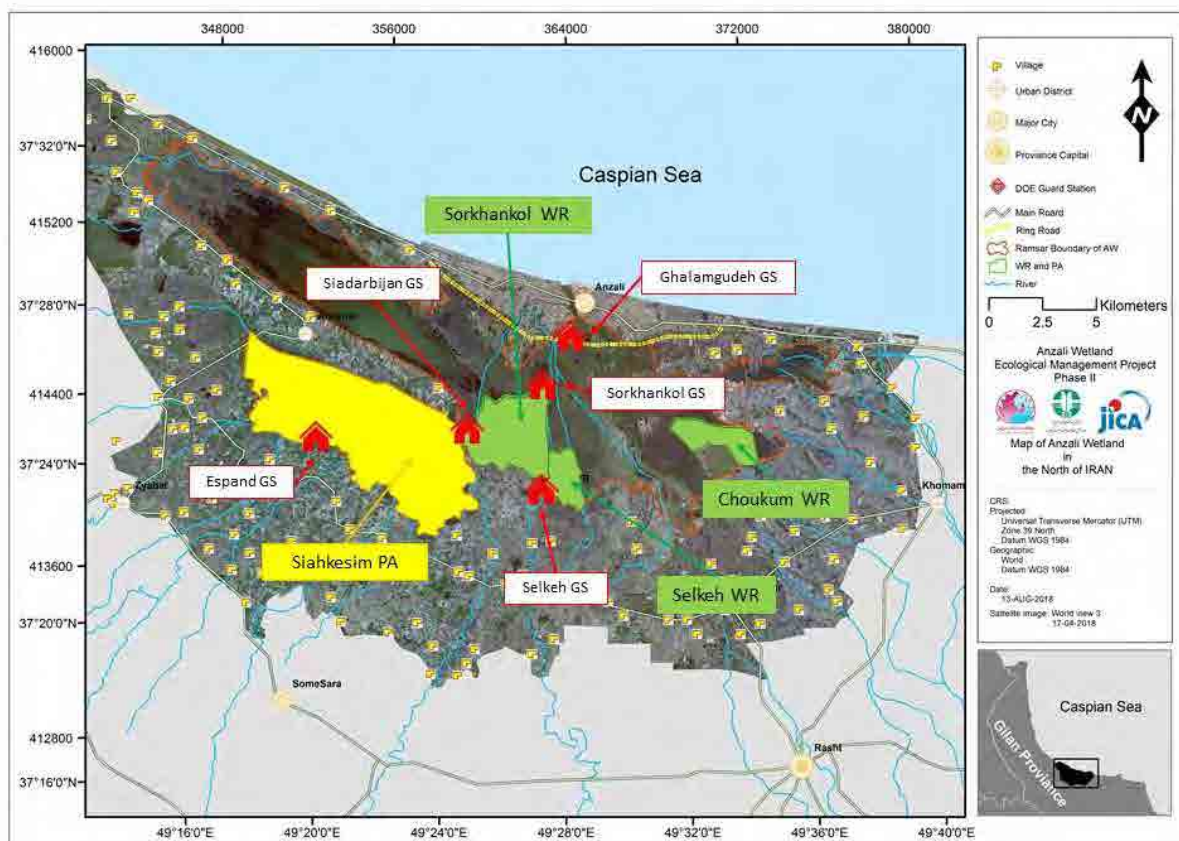 348000 356000 364000 372000 380000
416000
37°32'0"N
415200
37°28'0"N
414400
37°24'0"N
413600
37°20'0"N
412800
37°16'0"N
49°16'0"E 49°20'0"E 49°24'0"E 49°28'0"E 49°32'0"E 49°36'0"E 49°40'0"E
Caspian Sea
Sorkhankol WR
Siadarbijan GS
Ghalamgudeh GS
Anzali
Sorkhankol GS
Espand GS
Choukum WR
Khomam
Siahkesim PA
Selkeh GS
Selkeh WR
SomeSara
Rasht
Village
Urban District
Major City
Proviance Capital
DOE Guard Station
Main Roard
Ring Road
Ramsar Boundary of AW
WR and PA
River
N
Kilometers
0 2.5 5
Anzali Wetland
Ecological Management Project
Phase II
jICA
Map of Anzali Wetland
in
the North of IRAN
CRS:
Projected
Universal Transverse Mercator (UTM)
Zone 39 North
Datum WGS 1984
Geographic
World
Datum WGS 1984
Date:
13-AUG-2018
Satellite image: World view 3
17-04-2018
Caspian Sea
Gilan Proviance